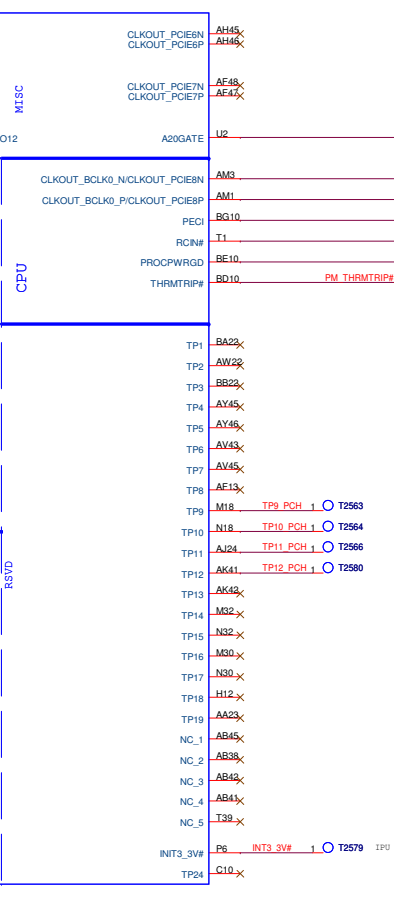 CLKOUT_PCIE6N AH45
CLKOUT_PCIE6P AH46
CLKOUT_PCIE7N AF48
CLKOUT_PCIE7P AF47
MISC
O12 A20GATE U2
CLKOUT_BCLK0_N/CLKOUT_PCIE8N AM3
CLKOUT_BCLK0_P/CLKOUT_PCIE8P AM1
PECI BG10
RCIN# T1
PROCPWRGD BE10
THRMTRIP# BD10 PM_THRMTRIP#
CPU
TP1 BA22
TP2 AW22
TP3 BB22
TP4 AY45
TP5 AY46
TP6 AV43
TP7 AV45
TP8 AF13
TP9 M18 TP9_PCH 1 T2563
TP10 N18 TP10_PCH 1 T2564
TP11 AJ24 TP11_PCH 1 T2566
TP12 AK41 TP12_PCH 1 T2580
RSVD
TP13 AK42
TP14 M32
TP15 N32
TP16 M30
TP17 N30
TP18 H12
TP19 AA23
NC_1 AB45
NC_2 AB38
NC_3 AB42
NC_4 AB41
NC_5 T39
INIT3_3V# P6 INT3_3V# 1 T2579 IPU
TP24 C10